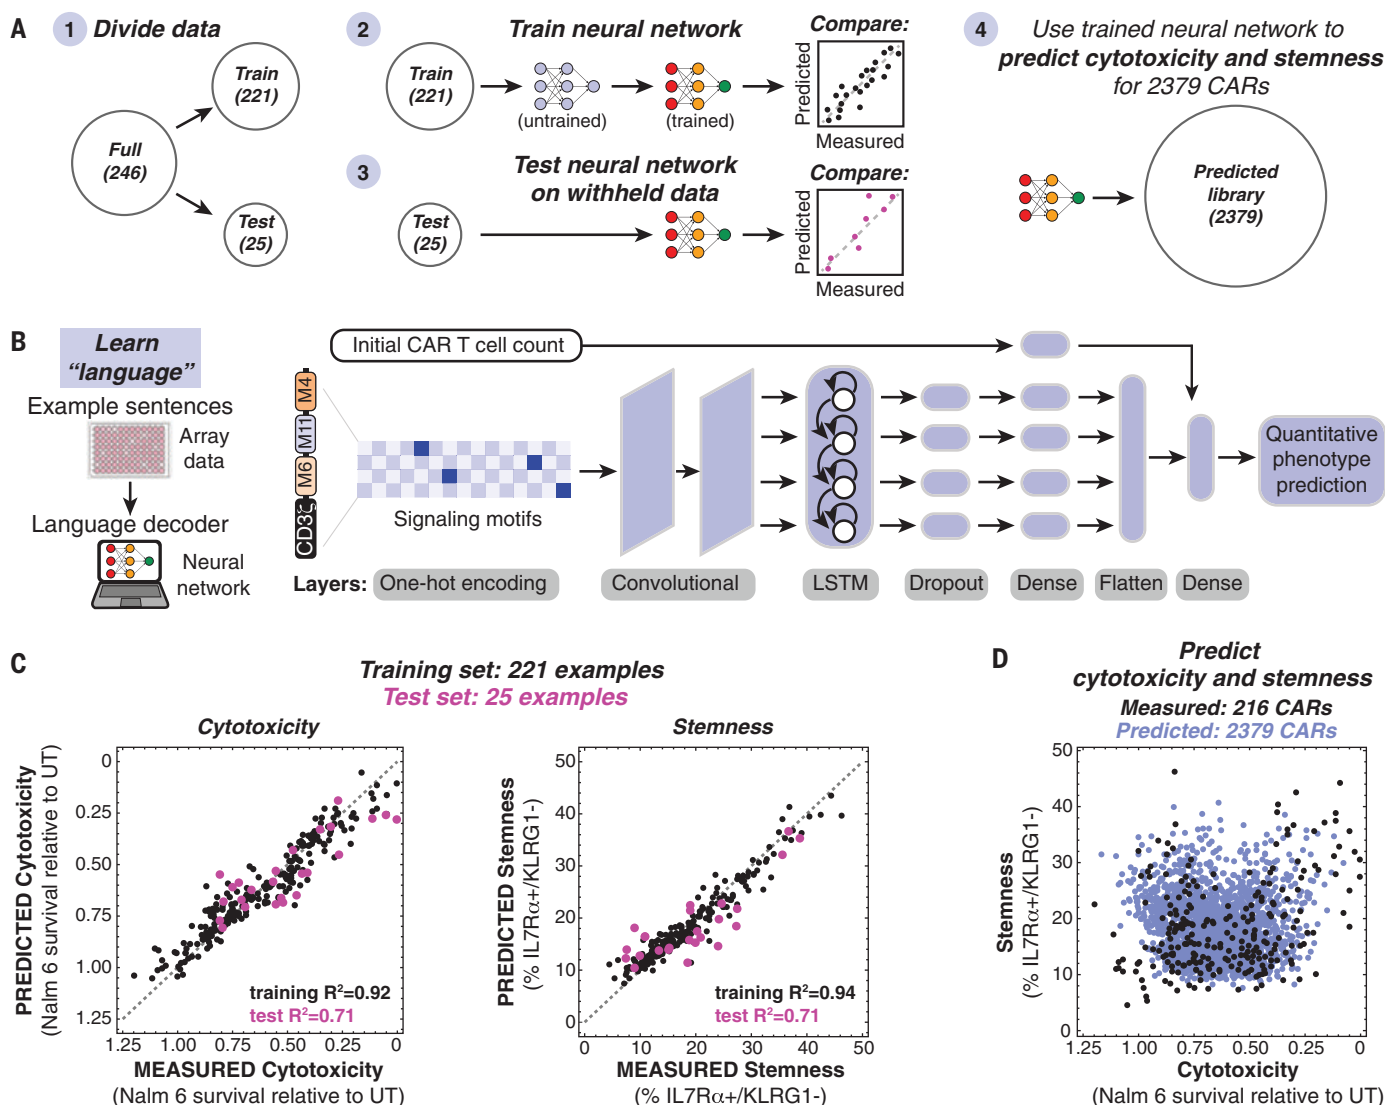 A
1 Divide data
Full
(246)
Train
(221)
Test
(25)
2 Train neural network
Train
(221)
(untrained)
(trained)
Compare:
Predicted
Measured
3 Test neural network
on withheld data
Test
(25)
Compare:
Predicted
Measured
4 Use trained neural network to
predict cytotoxicity and stemness
for 2379 CARs
Predicted
library
(2379)
B
Learn
“language”
Example sentences
Array
data
Language decoder
Neural
network
Initial CAR T cell count
M4
M11
M6
CD3ζ
Signaling motifs
Quantitative
phenotype
prediction
Layers: One-hot encoding Convolutional LSTM Dropout Dense Flatten Dense
C
Training set: 221 examples
Test set: 25 examples
Cytotoxicity
PREDICTED Cytotoxicity
(Nalm 6 survival relative to UT)
0
0.25
0.50
0.75
1.00
1.25
training R²=0.92
test R²=0.71
1.25 1.00 0.75 0.50 0.25 0
MEASURED Cytotoxicity
(Nalm 6 survival relative to UT)
Stemness
PREDICTED Stemness
(% IL7Rα+/KLRG1-)
50
40
30
20
10
0
training R²=0.94
test R²=0.71
0 10 20 30 40 50
MEASURED Stemness
(% IL7Rα+/KLRG1-)
D
Predict
cytotoxicity and stemness
Measured: 216 CARs
Predicted: 2379 CARs
Stemness
(% IL7Rα+/KLRG1-)
50
40
30
20
10
0
1.25 1.00 0.75 0.50 0.25 0
Cytotoxicity
(Nalm 6 survival relative to UT)